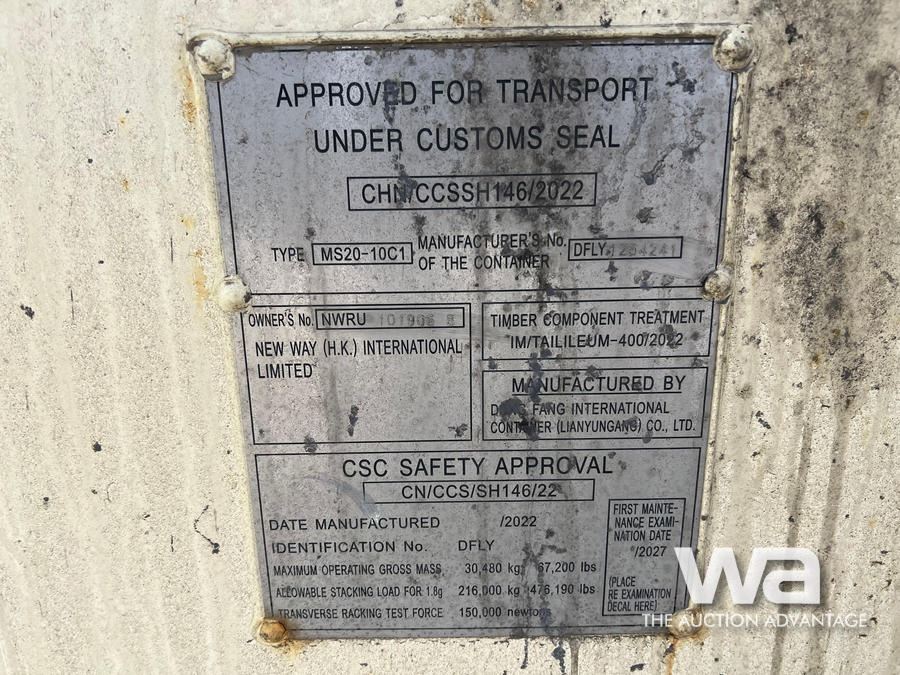 APPROVED FOR TRANSPORT
UNDER CUSTOMS SEAL
CHN/CCSSH146/2022
TYPE MS20-10C1 MANUFACTURER'S No. OF THE CONTAINER DFLY
OWNER'S No. NWRU
NEW WAY (H.K.) INTERNATIONAL
LIMITED
TIMBER COMPONENT TREATMENT
IM/TAILILEUM-400/2022
MANUFACTURED BY
DONG FANG INTERNATIONAL
CONTAINER (LIANYUNGANG) CO., LTD.
CSC SAFETY APPROVAL
CN/CCS/SH146/22
DATE MANUFACTURED /2022
IDENTIFICATION No. DFLY
MAXIMUM OPERATING GROSS MASS 30,480 kg 67,200 lbs
ALLOWABLE STACKING LOAD FOR 1.8g 216,000 kg 476,190 lbs
TRANSVERSE RACKING TEST FORCE 150,000 newtons
FIRST MAINTE-
NANCE EXAMI-
NATION DATE
/2027
(PLACE
RE EXAMINATION
DECAL HERE)
wa
THE AUCTION ADVANTAGE